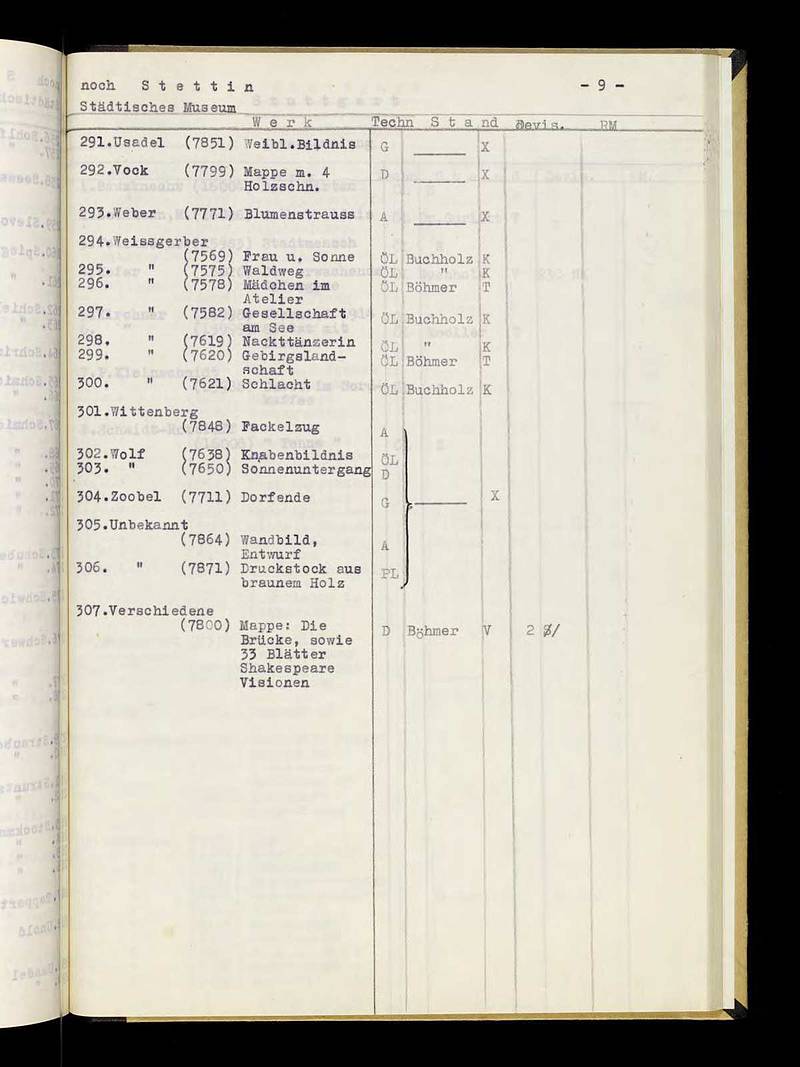 noch S t e t t i n - 9 -
Städtisches Museum
W e r k Techn S t a nd Devis. RM
291.Usadel (7851) Weibl.Bildnis G ______ X
292.Vock (7799) Mappe m. 4 D ______ X
Holzschn.
293.Weber (7771) Blumenstrauss A ______ X
294.Weissgerber
(7569) Frau u. Sonne ÖL Buchholz K
295. " (7575) Waldweg ÖL " K
296. " (7578) Mädchen im ÖL Böhmer T
Atelier
297. " (7582) Gesellschaft ÖL Buchholz K
am See
298. " (7619) Nackttänzerin ÖL " K
299. " (7620) Gebirgsland- ÖL Böhmer T
schaft
300. " (7621) Schlacht ÖL Buchholz K
301.Wittenberg
(7848) Fackelzug A
302.Wolf (7638) Knabenbildnis ÖL
303. " (7650) Sonnenuntergang D
304.Zoobel (7711) Dorfende G ______ X
305.Unbekannt
(7864) Wandbild, A
Entwurf
306. " (7871) Druckstock aus PL
braunem Holz
307.Verschiedene
(7800) Mappe: Die D Böhmer V 2 $/
Brücke, sowie
33 Blätter
Shakespeare
Visionen